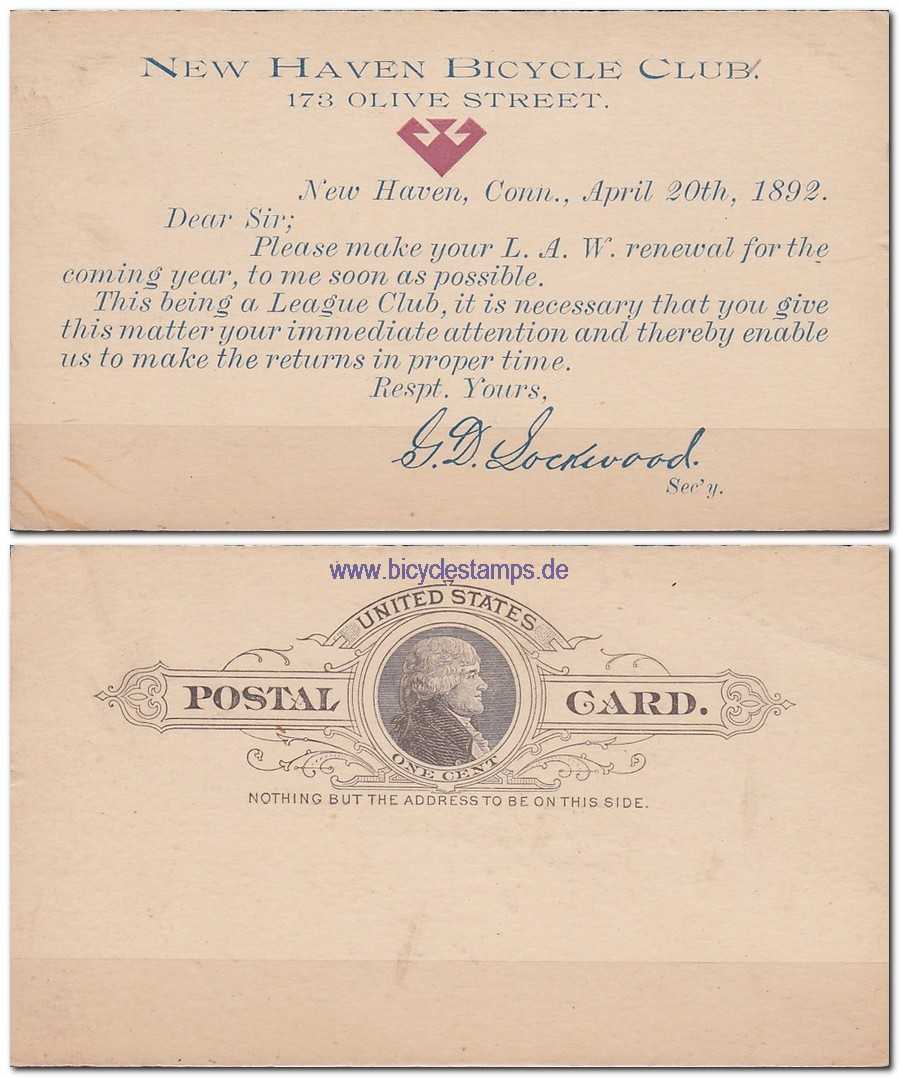 NEW HAVEN BICYCLE CLUB.
173 OLIVE STREET.
New Haven, Conn., April 20th, 1892.
Dear Sir;
Please make your L. A. W. renewal for the
coming year, to me soon as possible.
This being a League Club, it is necessary that you give
this matter your immediate attention and thereby enable
us to make the returns in proper time.
Respt. Yours,
G. D. Lockwood.
Sec'y.
www.bicyclestamps.de
UNITED STATES
POSTAL CARD.
ONE CENT
NOTHING BUT THE ADDRESS TO BE ON THIS SIDE.